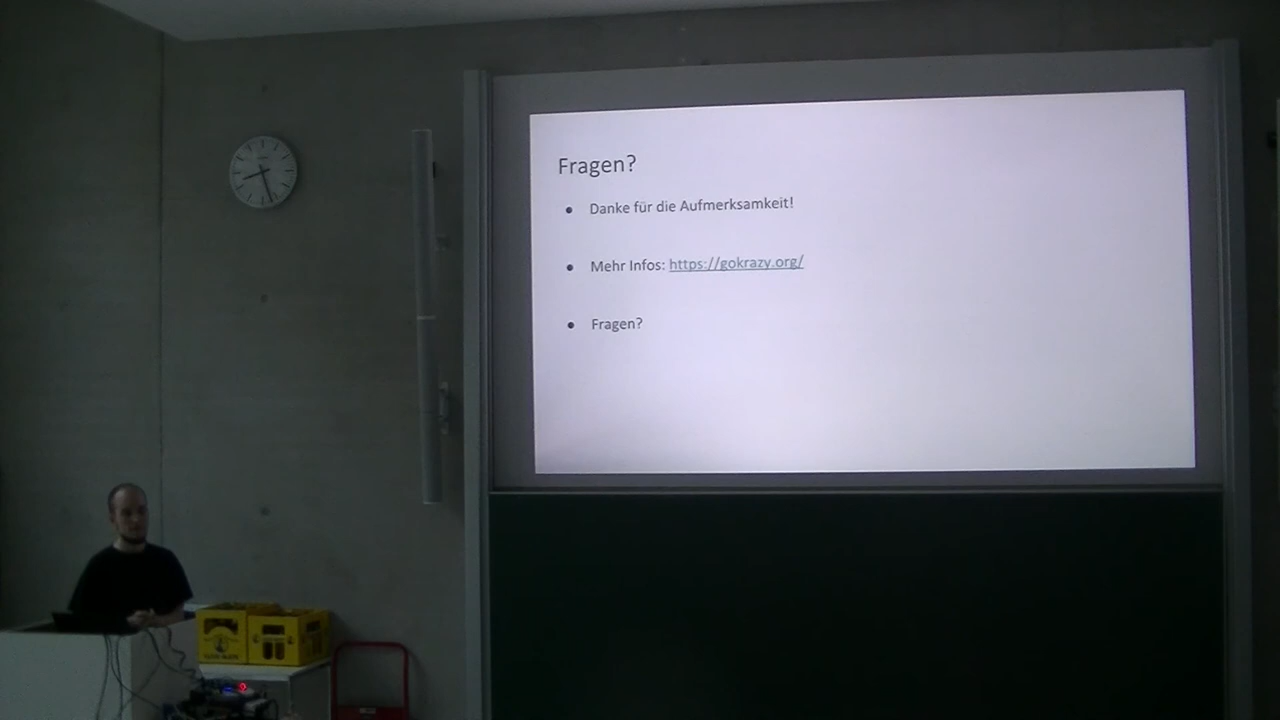 Fragen?
Danke für die Aufmerksamkeit!
Mehr Infos: https://gokrazy.org/
Fragen?